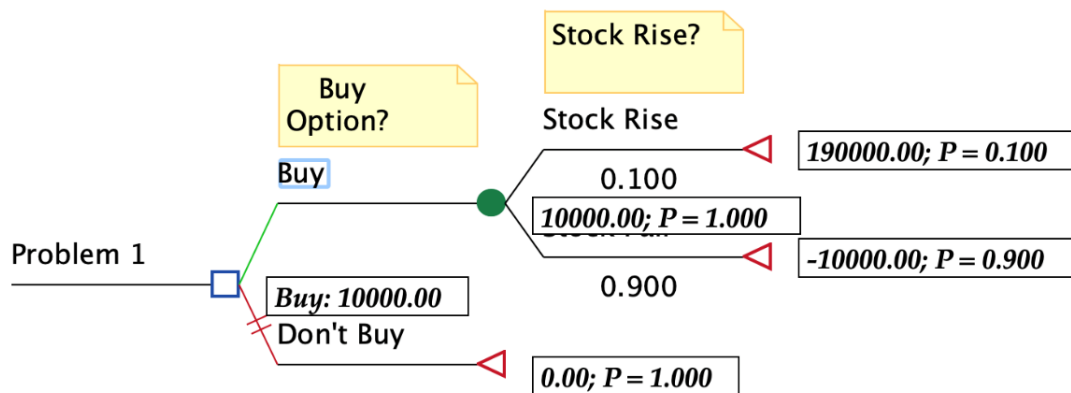 Stock Rise?
Buy
Option?
Stock Rise
Buy
190000.00; P = 0.100
0.100
10000.00; P = 1.000
Problem 1
-10000.00; P = 0.900
0.900
Buy: 10000.00
Don't Buy
0.00; P = 1.000